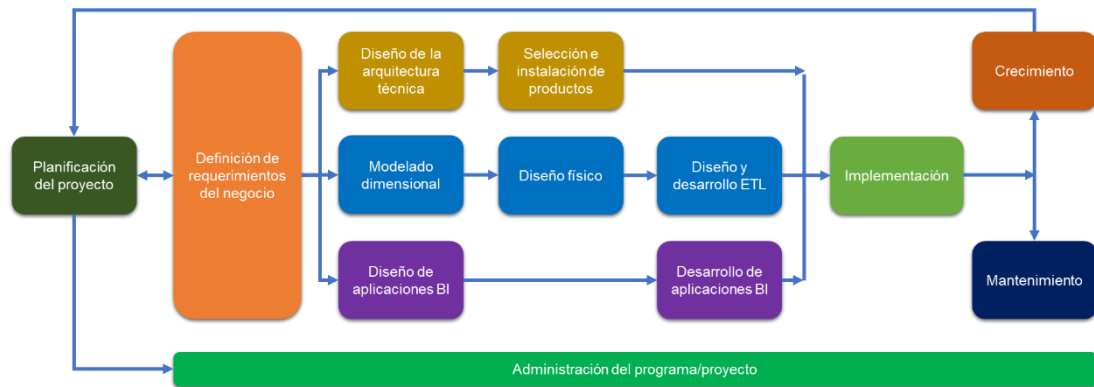 Diseño de la
arquitectura
técnica
Selección e
instalación de
productos
Crecimiento
Planificación
del proyecto
Definición de
requerimientos
del negocio
Modelado
dimensional
Diseño físico
Diseño y
desarrollo ETL
Implementación
Diseño de
aplicaciones BI
Desarrollo de
aplicaciones BI
Mantenimiento
Administración del programa/proyecto